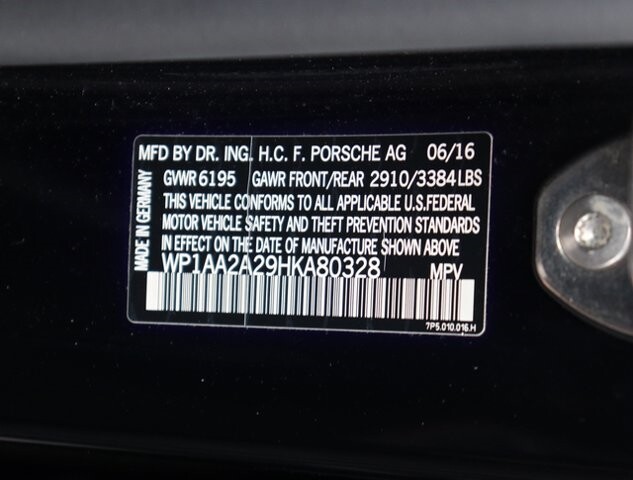 MFD BY DR. ING. H.C. F. PORSCHE AG 06/16
GVWR 6195 GAWR FRONT/REAR 2910/3384 LBS
THIS VEHICLE CONFORMS TO ALL APPLICABLE U.S.FEDERAL
MOTOR VEHICLE SAFETY AND THEFT PREVENTION STANDARDS
IN EFFECT ON THE DATE OF MANUFACTURE SHOWN ABOVE
WP1AA2A29HKA80328 MPV
7P5.010.016.H
MADE IN GERMANY